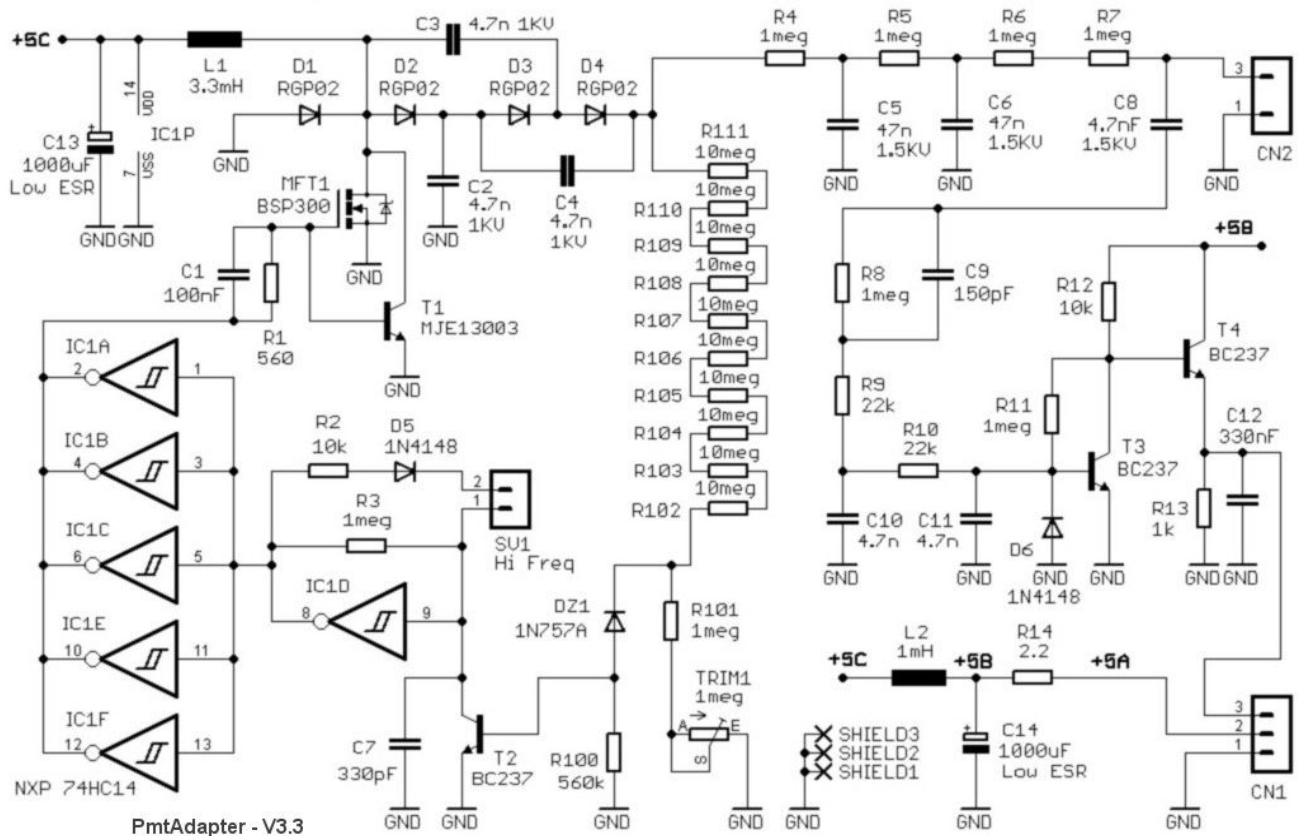 C3
4.7n 1KV
R4
1meg
R5
1meg
R6
1meg
R7
1meg
+5C
L1
3.3mH
D1
RGP02
D2
RGP02
D3
RGP02
D4
RGP02
14
VDD
IC1P
VSS
7
C13
1000uF
Low ESR
+
GND
GND
GND
C2
4.7n
1KV
C4
4.7n
1KV
GND
MFT1
BSP300
GND
C1
100nF
R1
560
T1
MJE13003
GND
C5
47n
1.5KV
GND
C6
47n
1.5KV
GND
C8
4.7nF
1.5KV
3
1
CN2
GND
R111
10meg
10meg
R110
10meg
R109
10meg
R108
10meg
R107
10meg
R106
10meg
R105
10meg
R104
10meg
R103
10meg
R102
R8
1meg
C9
150pF
+5B
R12
10k
T4
BC237
R9
22k
R10
22k
R11
1meg
T3
BC237
C12
330nF
R13
1k
C10
4.7n
C11
4.7n
D6
1N4148
GND
GND
GND
GND
GND
GND
IC1A
2
1
IC1B
4
3
IC1C
6
5
IC1E
10
11
IC1F
12
13
NXP 74HC14
R2
10k
D5
1N4148
R3
1meg
2
1
SV1
Hi Freq
IC1D
8
9
DZ1
1N757A
R101
1meg
TRIM1
1meg
A
E
S
C7
330pF
T2
BC237
R100
560k
GND
GND
GND
GND
+5C
L2
1mH
+5B
R14
2.2
+5A
SHIELD3
SHIELD2
SHIELD1
GND
+
C14
1000uF
Low ESR
GND
3
2
1
CN1
GND
PmtAdapter - V3.3